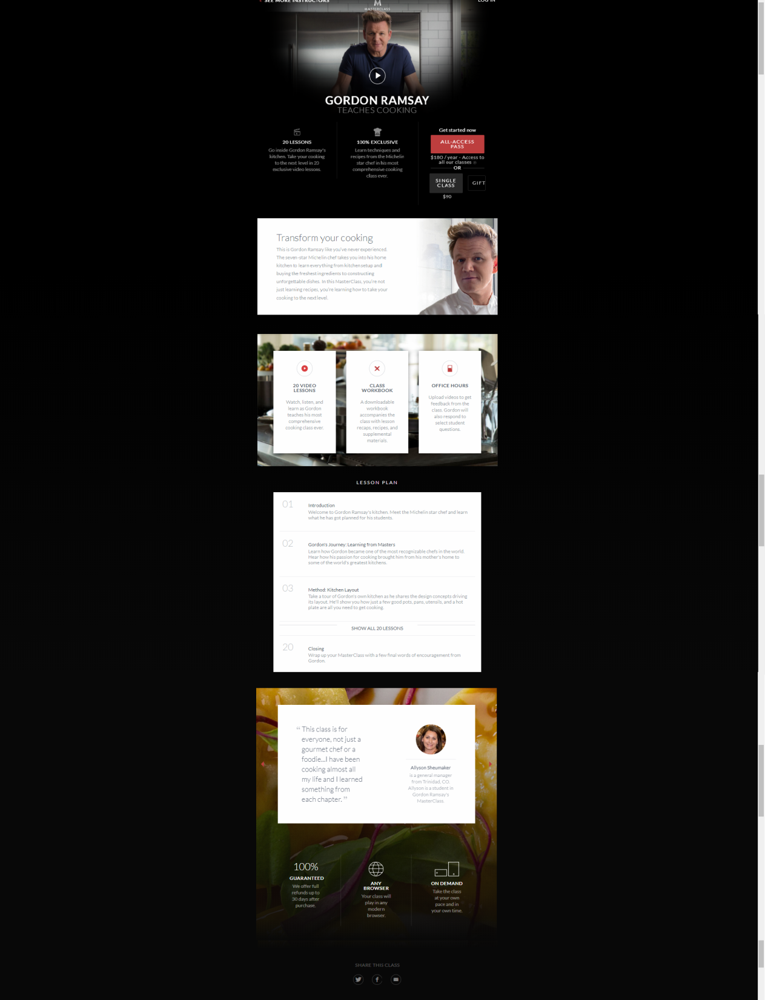 < SEE MORE INSTRUCTORS
MASTERCLASS
LOG IN
GORDON RAMSAY
TEACHES COOKING
20 LESSONS
Go inside Gordon Ramsay's
kitchen. Take your cooking
to the next level in 20
exclusive video lessons.
100% EXCLUSIVE
Learn techniques and
recipes from the Michelin
star chef in his most
comprehensive cooking
class ever.
Get started now
ALL-ACCESS
PASS
$180 / year - Access to
all our classes
OR
SINGLE
CLASS
$90
GIFT
Transform your cooking
This is Gordon Ramsay like you've never experienced.
The seven-star Michelin chef takes you into his home
kitchen to learn everything from kitchen setup and
buying the freshest ingredients to constructing
unforgettable dishes. In this MasterClass, you're not
just learning recipes, you're learning how to take your
cooking to the next level.
20 VIDEO
LESSONS
Watch, listen, and
learn as Gordon
teaches his most
comprehensive
cooking class ever.
CLASS
WORKBOOK
A downloadable
workbook
accompanies the
class with lesson
recaps, recipes, and
supplemental
materials.
OFFICE HOURS
Upload videos to get
feedback from the
class. Gordon will
also respond to
select student
questions.
LESSON PLAN
01
Introduction
Welcome to Gordon Ramsay's kitchen. Meet the Michelin star chef and learn
what he has got planned for his students.
02
Gordon's Journey: Learning from Masters
Learn how Gordon became one of the most recognizable chefs in the world.
Hear how his passion for cooking brought him from his mother's home to
some of the world's greatest kitchens.
03
Method: Kitchen Layout
Take a tour of Gordon's own kitchen as he shares the design concepts driving
its layout. He'll show you how just a few good pots, pans, utensils, and a hot
plate are all you need to get cooking.
SHOW ALL 20 LESSONS
20
Closing
Wrap up your MasterClass with a few final words of encouragement from
Gordon.
“ This class is for
everyone, not just a
gourmet chef or a
foodie...I have been
cooking almost all
my life and I learned
something from
each chapter. ”
Allyson Sheumaker
is a general manager
from Trinidad, CO.
Allyson is a student in
Gordon Ramsay's
MasterClass.
100%
GUARANTEED
We offer full
refunds up to
30 days after
purchase.
ANY
BROWSER
Your class will
play in any
modern
browser.
ON DEMAND
Take the class
at your own
pace and in
your own time.
SHARE THIS CLASS